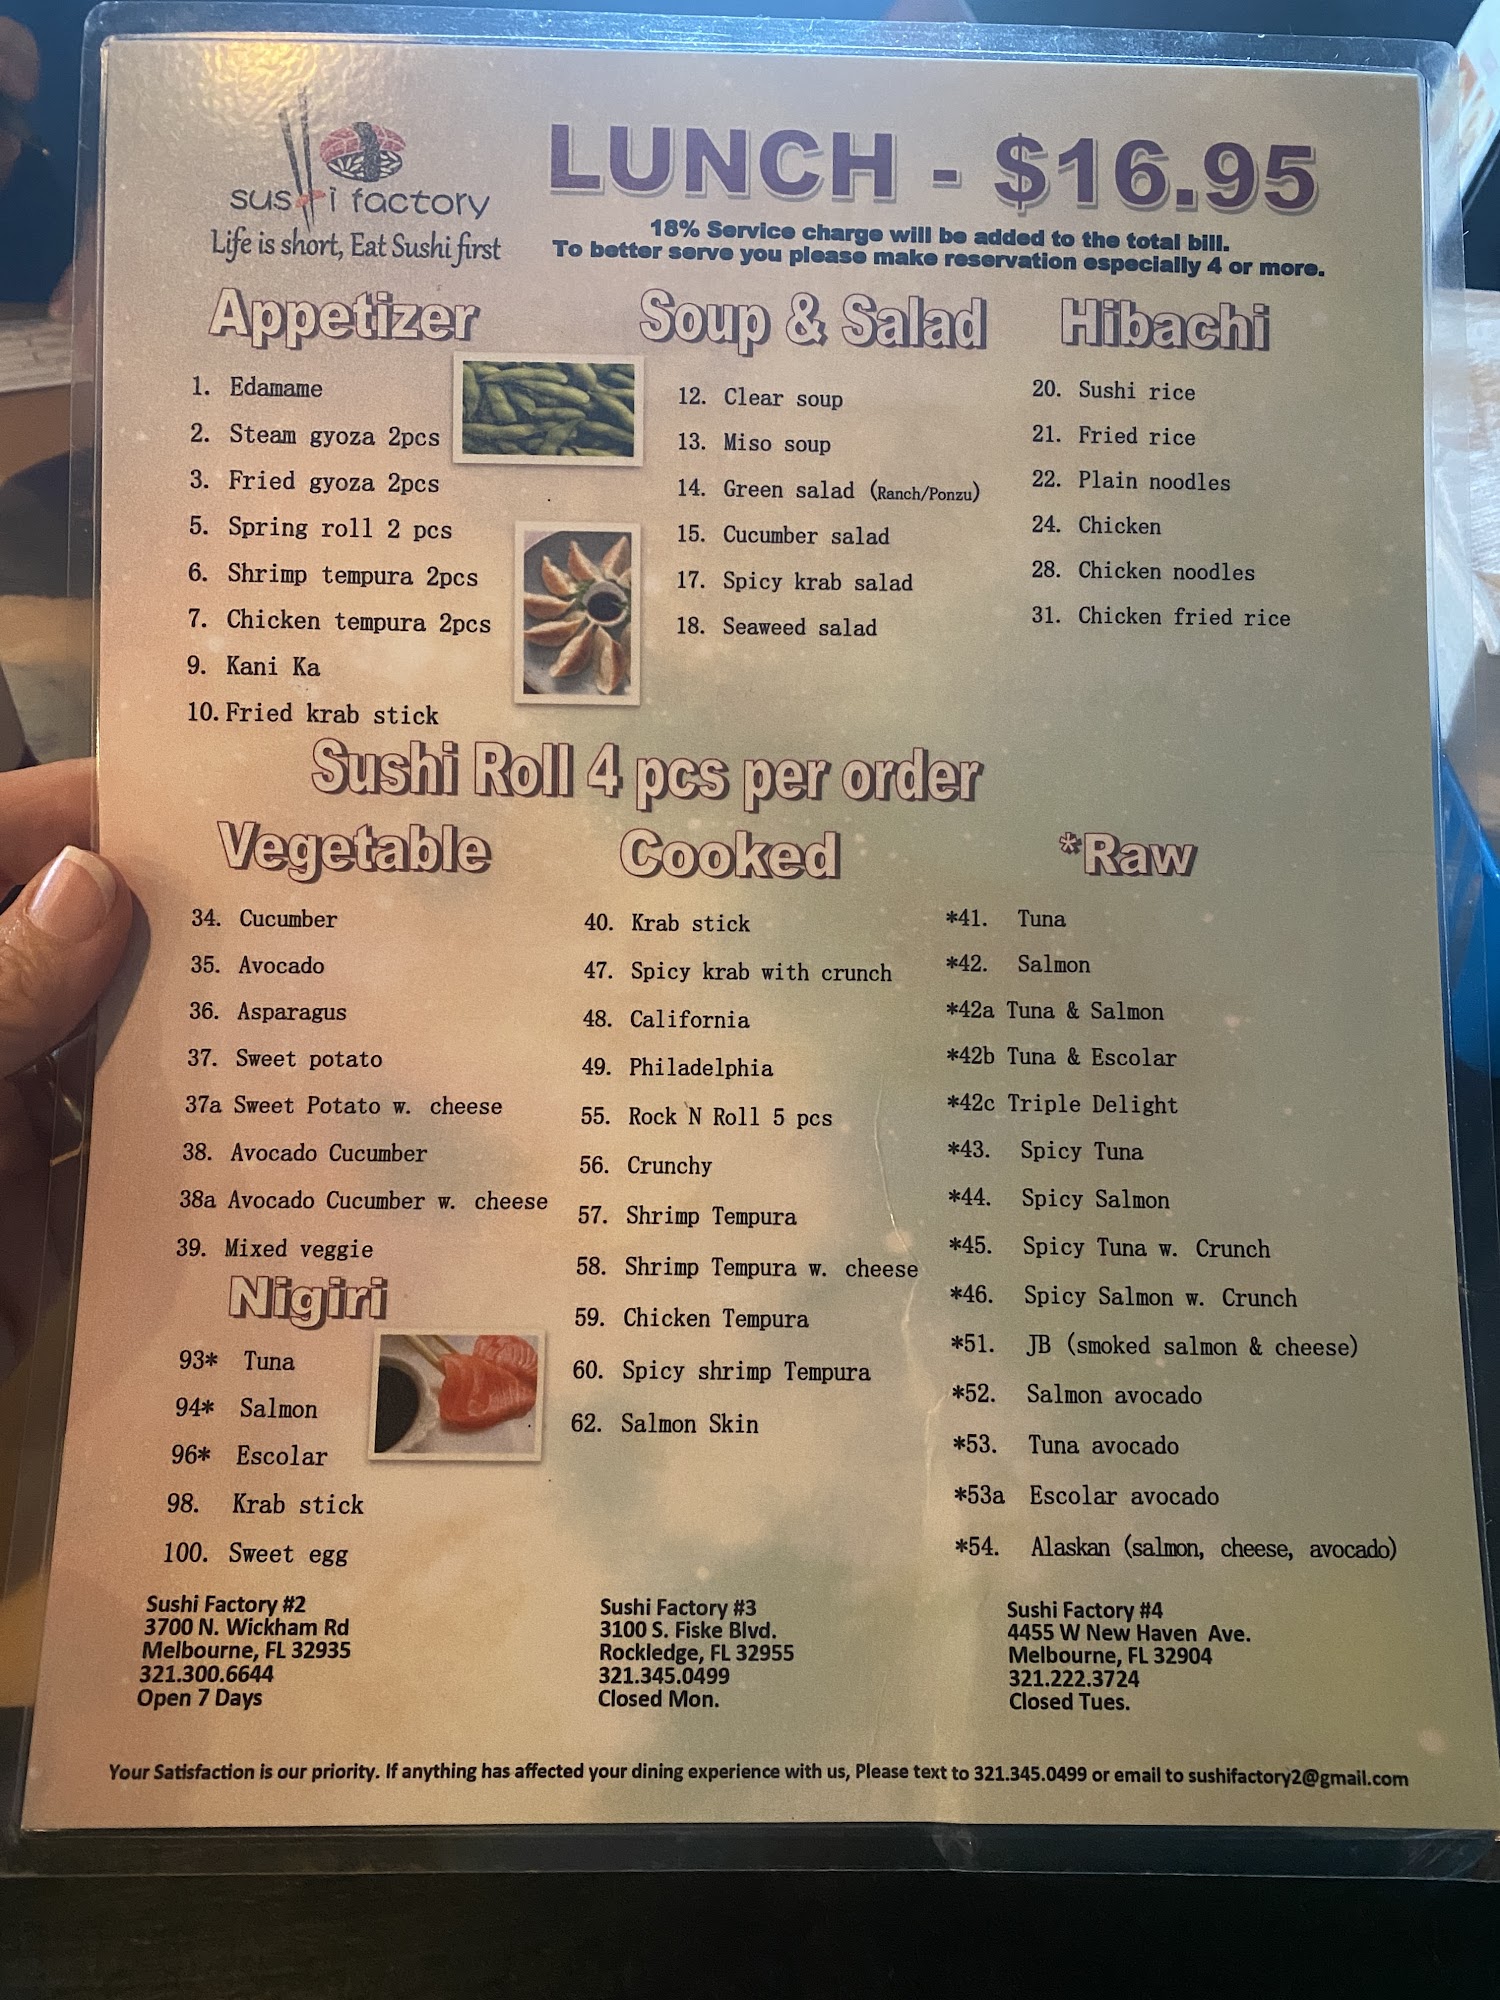 sushi factory
Life is short, Eat Sushi first
LUNCH - $16.95
18% Service charge will be added to the total bill.
To better serve you please make reservation especially 4 or more.
Appetizer
1. Edamame
2. Steam gyoza 2pcs
3. Fried gyoza 2pcs
5. Spring roll 2 pcs
6. Shrimp tempura 2pcs
7. Chicken tempura 2pcs
9. Kani Ka
10. Fried krab stick
Soup & Salad
12. Clear soup
13. Miso soup
14. Green salad (Ranch/Ponzu)
15. Cucumber salad
17. Spicy krab salad
18. Seaweed salad
Hibachi
20. Sushi rice
21. Fried rice
22. Plain noodles
24. Chicken
28. Chicken noodles
31. Chicken fried rice
Sushi Roll 4 pcs per order
Vegetable
34. Cucumber
35. Avocado
36. Asparagus
37. Sweet potato
37a Sweet Potato w. cheese
38. Avocado Cucumber
38a Avocado Cucumber w. cheese
39. Mixed veggie
Nigiri
93* Tuna
94* Salmon
96* Escolar
98. Krab stick
100. Sweet egg
Cooked
40. Krab stick
47. Spicy krab with crunch
48. California
49. Philadelphia
55. Rock N Roll 5 pcs
56. Crunchy
57. Shrimp Tempura
58. Shrimp Tempura w. cheese
59. Chicken Tempura
60. Spicy shrimp Tempura
62. Salmon Skin
*Raw
*41. Tuna
*42. Salmon
*42a Tuna & Salmon
*42b Tuna & Escolar
*42c Triple Delight
*43. Spicy Tuna
*44. Spicy Salmon
*45. Spicy Tuna w. Crunch
*46. Spicy Salmon w. Crunch
*51. JB (smoked salmon & cheese)
*52. Salmon avocado
*53. Tuna avocado
*53a Escolar avocado
*54. Alaskan (salmon, cheese, avocado)
Sushi Factory #2
3700 N. Wickham Rd
Melbourne, FL 32935
321.300.6644
Open 7 Days
Sushi Factory #3
3100 S. Fiske Blvd.
Rockledge, FL 32955
321.345.0499
Closed Mon.
Sushi Factory #4
4455 W New Haven Ave.
Melbourne, FL 32904
321.222.3724
Closed Tues.
Your Satisfaction is our priority. If anything has affected your dining experience with us, Please text to 321.345.0499 or email to sushifactory2@gmail.com